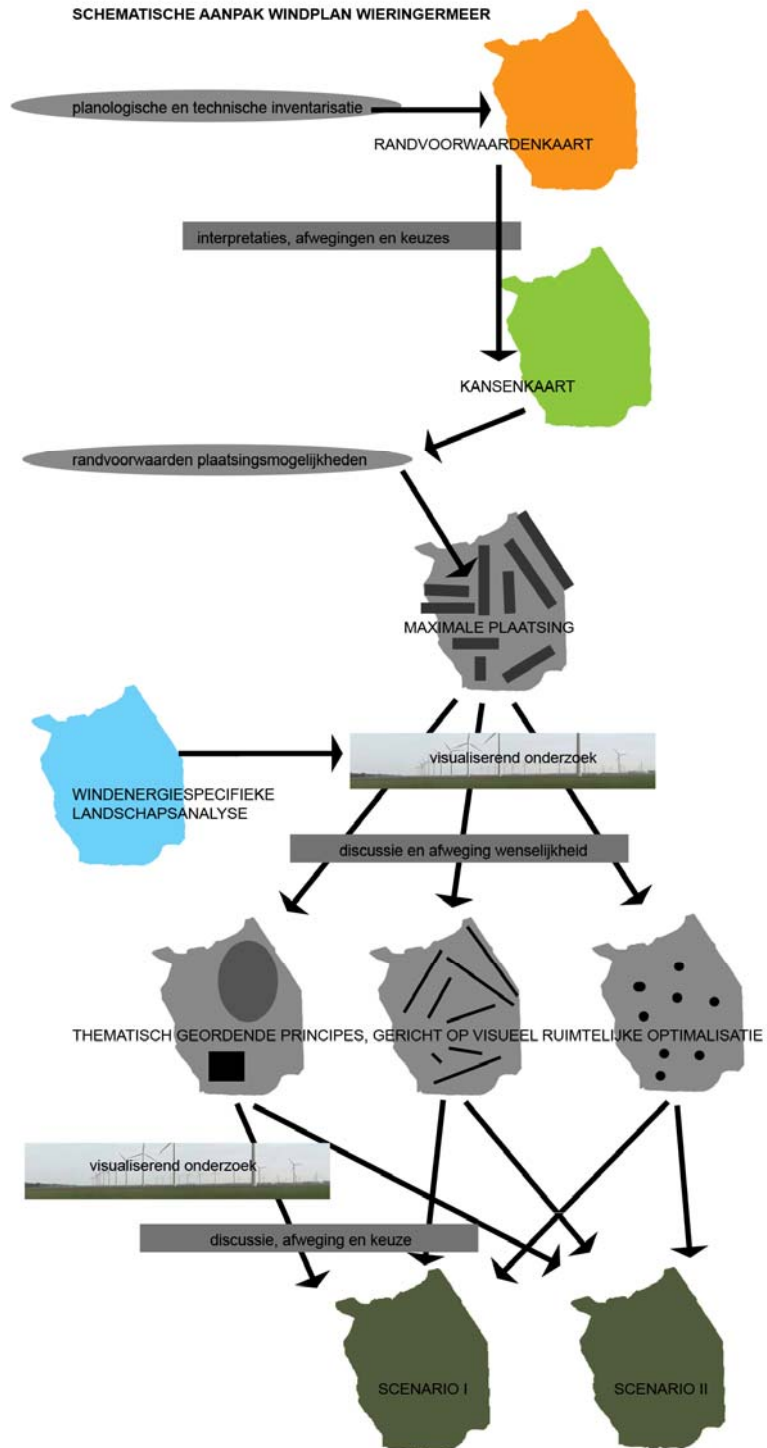 SCHEMATISCHE AANPAK WINDPLAN WIERINGERMEER
planologische en technische inventarisatie
RANDVOORWAARDENKAART
interpretaties, afwegingen en keuzes
KANSENKAART
randvoorwaarden plaatsingsmogelijkheden
MAXIMALE PLAATSING
visualiserend onderzoek
WINDENERGIESPECIFIEKE
LANDSCHAPSANALYSE
discussie en afweging wenselijkheid
THEMATISCH GEORDENDE PRINCIPES, GERICHT OP VISUEEL RUIMTELIJKE OPTIMALISATIE
visualiserend onderzoek
discussie, afweging en keuze
SCENARIO I
SCENARIO II